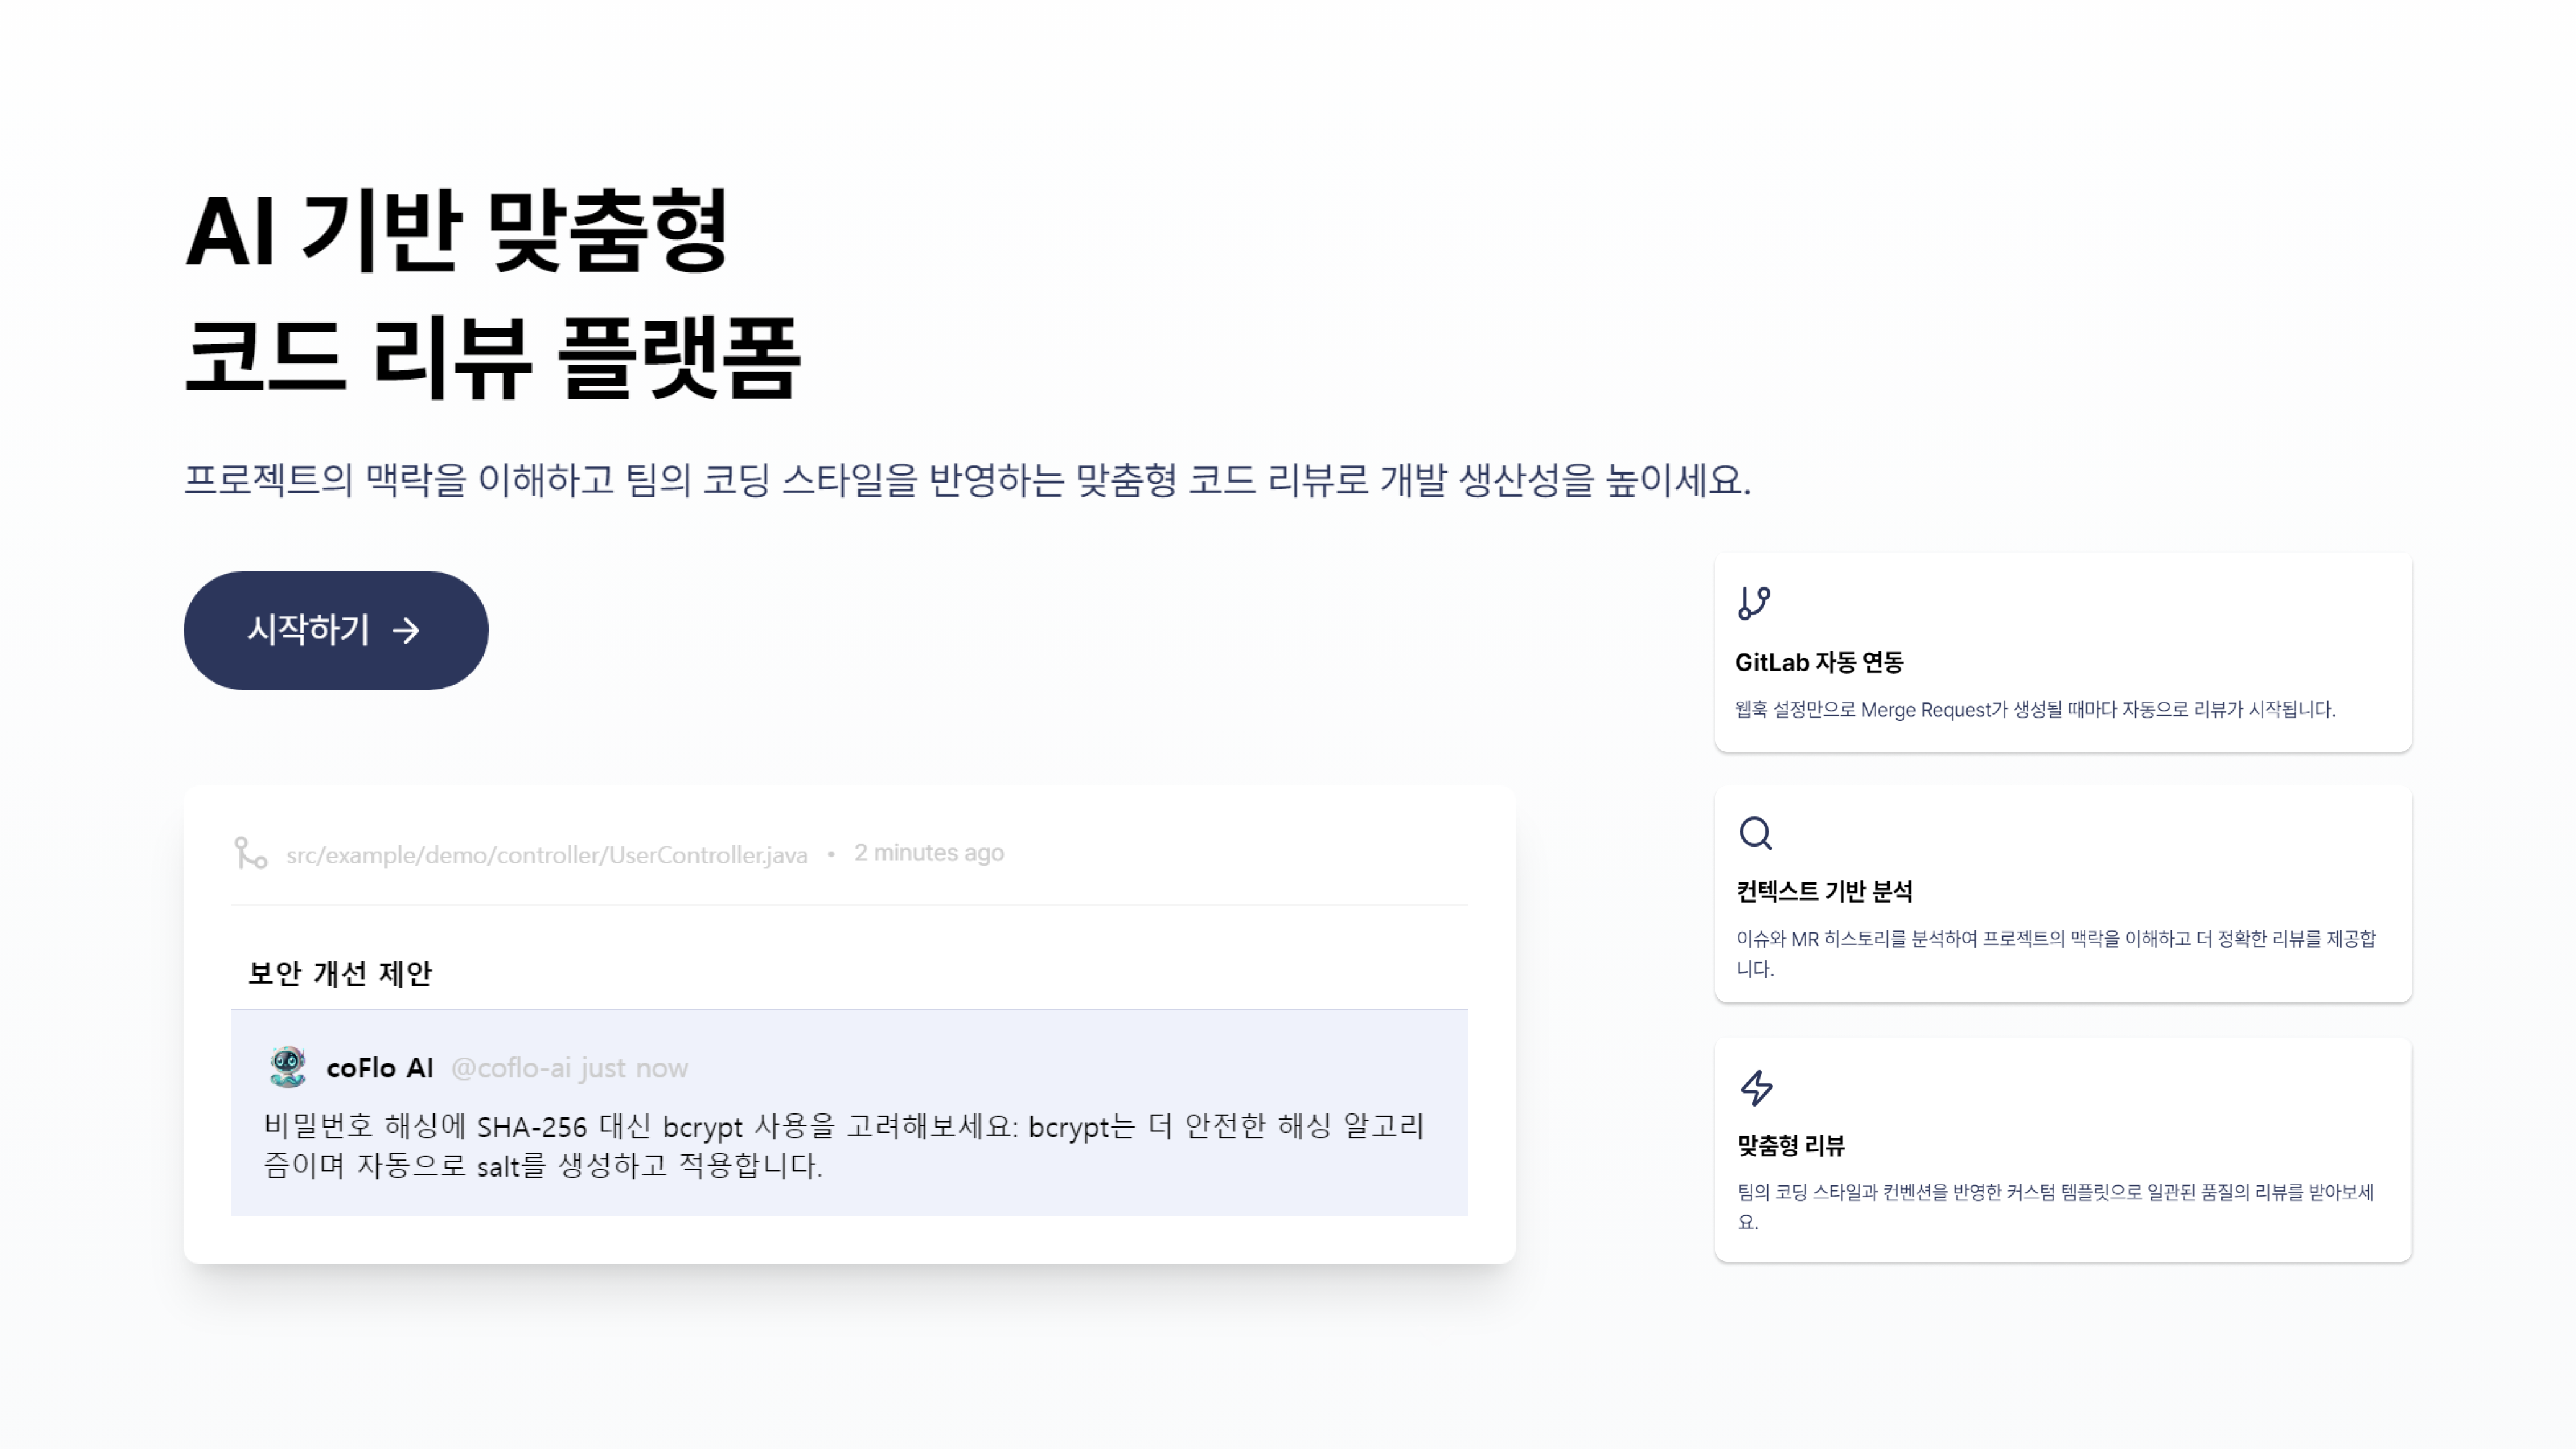 AI 기반 맞춤형
코드 리뷰 플랫폼
프로젝트의 맥락을 이해하고 팀의 코딩 스타일을 반영하는 맞춤형 코드 리뷰로 개발 생산성을 높이세요.
시작하기 →
src/example/demo/controller/UserController.java • 2 minutes ago
보안 개선 제안
coFlo AI @coflo-ai just now
비밀번호 해싱에 SHA-256 대신 bcrypt 사용을 고려해보세요: bcrypt는 더 안전한 해싱 알고리
즘이며 자동으로 salt를 생성하고 적용합니다.
GitLab 자동 연동
웹훅 설정만으로 Merge Request가 생성될 때마다 자동으로 리뷰가 시작됩니다.
컨텍스트 기반 분석
이슈와 MR 히스토리를 분석하여 프로젝트의 맥락을 이해하고 더 정확한 리뷰를 제공합
니다.
맞춤형 리뷰
팀의 코딩 스타일과 컨벤션을 반영한 커스텀 템플릿으로 일관된 품질의 리뷰를 받아보세
요.